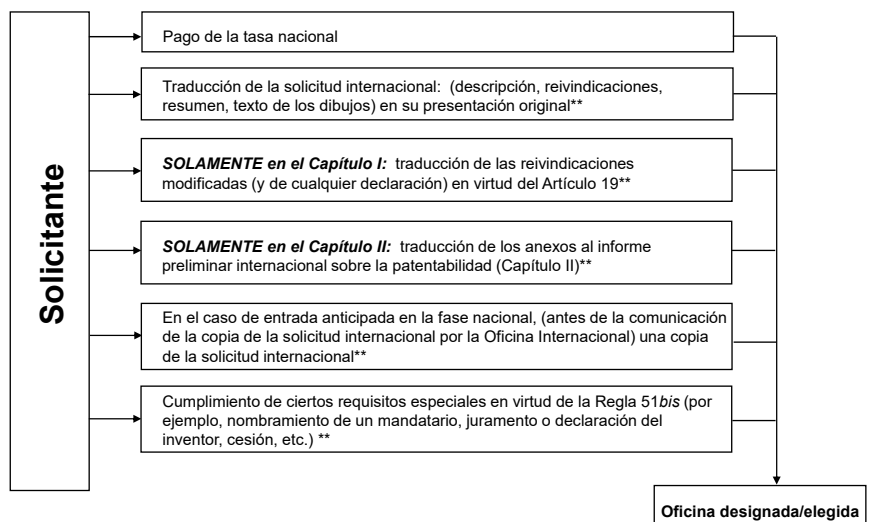 Solicitante
Pago de la tasa nacional
Traducción de la solicitud internacional: (descripción, reivindicaciones,
resumen, texto de los dibujos) en su presentación original**
SOLAMENTE en el Capítulo I: traducción de las reivindicaciones
modificadas (y de cualquier declaración) en virtud del Artículo 19**
SOLAMENTE en el Capítulo II: traducción de los anexos al informe
preliminar internacional sobre la patentabilidad (Capítulo II)**
En el caso de entrada anticipada en la fase nacional, (antes de la comunicación
de la copia de la solicitud internacional por la Oficina Internacional) una copia
de la solicitud internacional**
Cumplimiento de ciertos requisitos especiales en virtud de la Regla 51bis (por
ejemplo, nombramiento de un mandatario, juramento o declaración del
inventor, cesión, etc.) **
Oficina designada/elegida